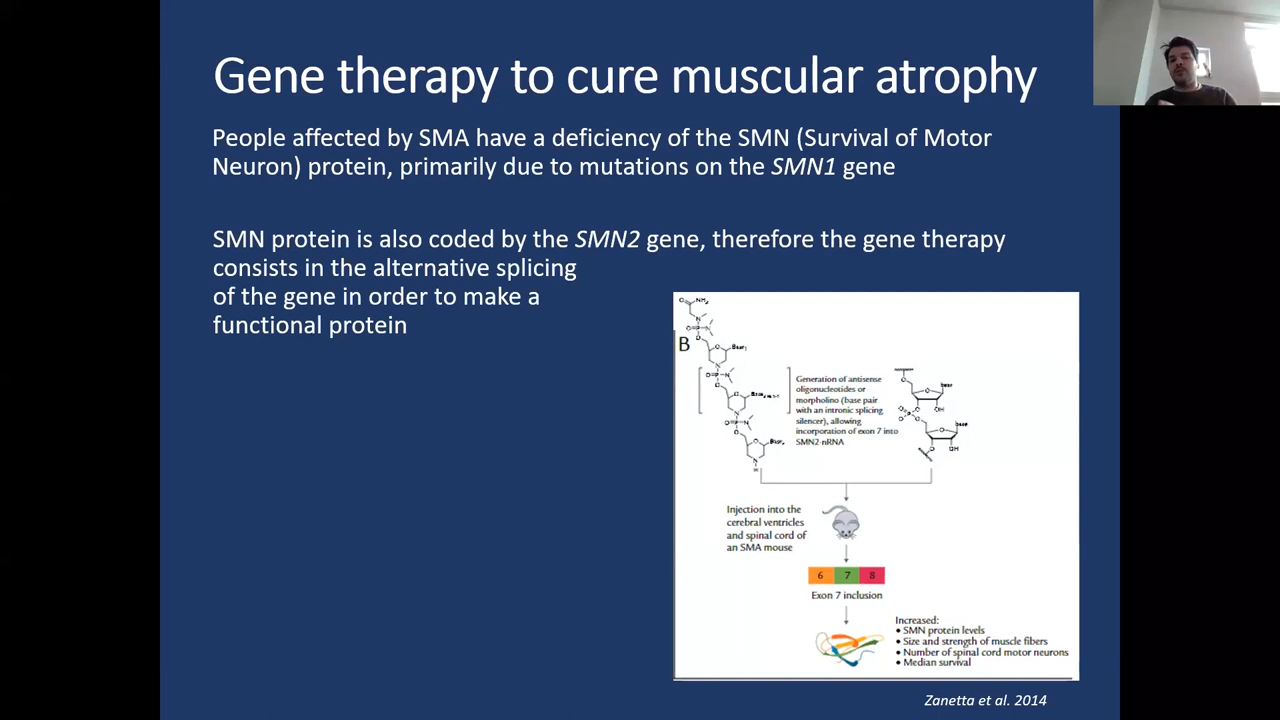 Gene therapy to cure muscular atrophy
People affected by SMA have a deficiency of the SMN (Survival of Motor
Neuron) protein, primarily due to mutations on the SMN1 gene
SMN protein is also coded by the SMN2 gene, therefore the gene therapy
consists in the alternative splicing
of the gene in order to make a
functional protein
B
Generation of antisense
oligonucleotides or
morpholino (base pair
with an intronic splicing
silencer), allowing
incorporation of exon 7 into
SMN2-nRNA
base
OH
base
OH
Injection into the
cerebral ventricles
and spinal cord of
an SMA mouse
6 7 8
Exon 7 inclusion
Increased:
• SMN protein levels
• Size and strength of muscle fibers
• Number of spinal cord motor neurons
• Median survival
Zanetta et al. 2014